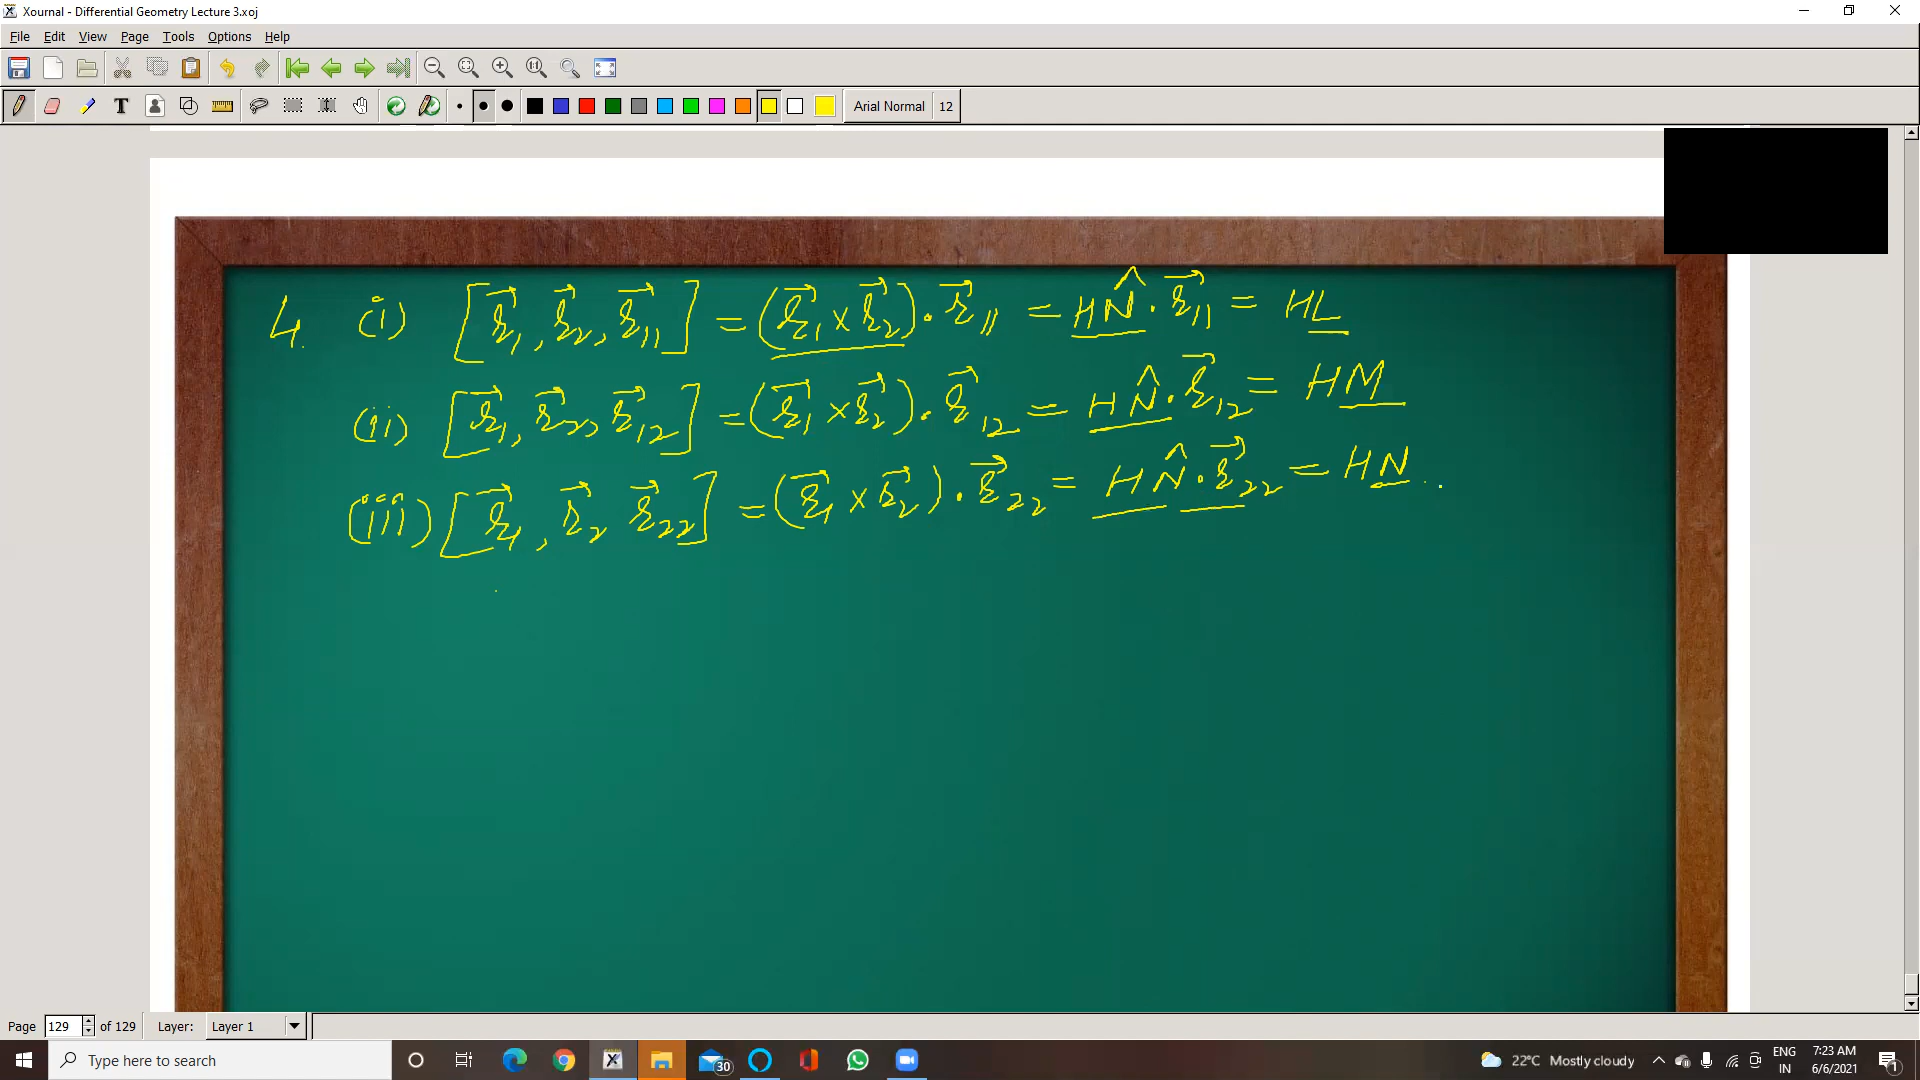 Xournal - Differential Geometry Lecture 3.xoj
File Edit View Page Tools Options Help
Arial Normal 12
4. (i) [r⃗₁, r⃗₂, r⃗₁₁] = (r⃗₁ × r⃗₂) · r⃗₁₁ = HN̂ · r⃗₁₁ = HL
(ii) [r⃗₁, r⃗₂, r⃗₁₂] = (r⃗₁ × r⃗₂) · r⃗₁₂ = HN̂ · r⃗₁₂ = HM
(iii) [r⃗₁, r⃗₂ r⃗₂₂] = (r⃗₁ × r⃗₂) · r⃗₂₂ = HN̂ · r⃗₂₂ = HN ..
Page 129 of 129 Layer: Layer 1
Type here to search 30 22°C Mostly cloudy ENG IN 7:23 AM 6/6/2021 1